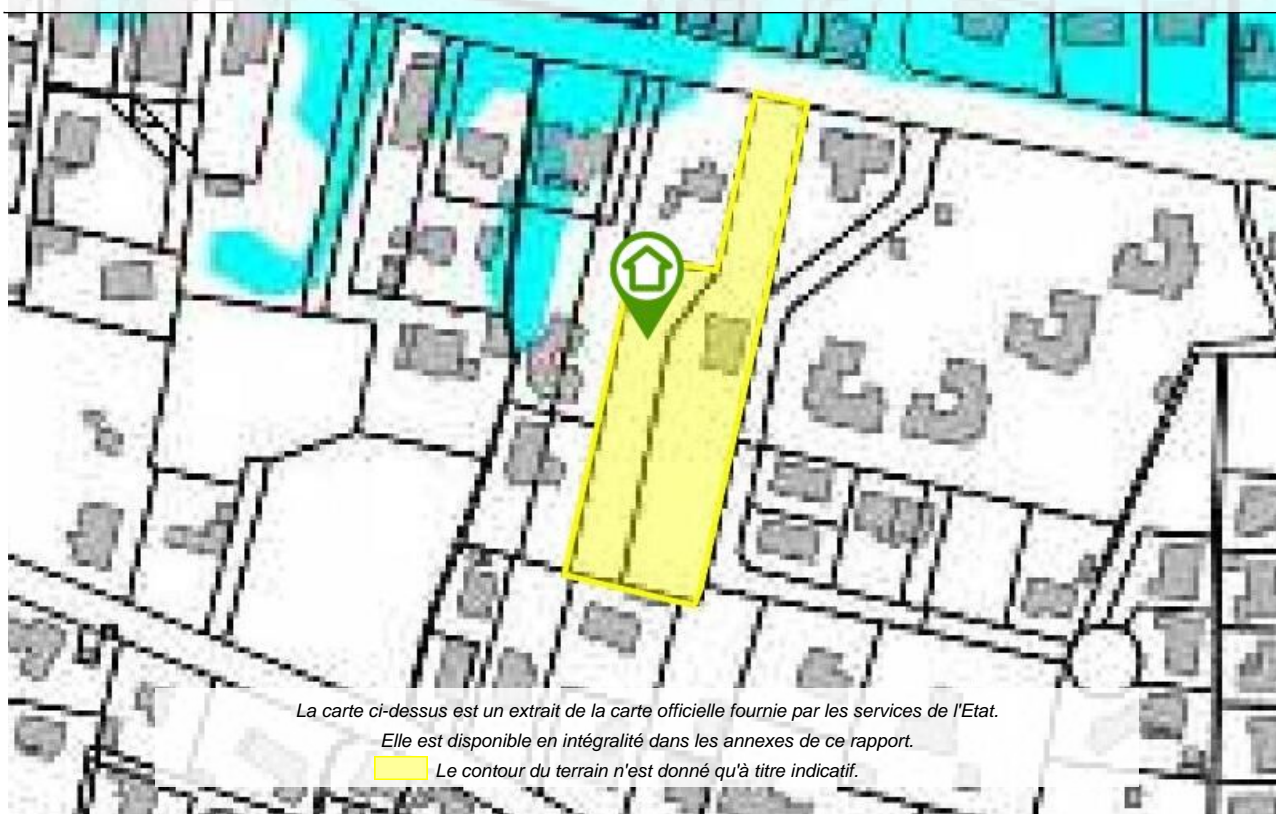 La carte ci-dessus est un extrait de la carte officielle fournie par les services de l'Etat.
Elle est disponible en intégralité dans les annexes de ce rapport.
Le contour du terrain n'est donné qu'à titre indicatif.